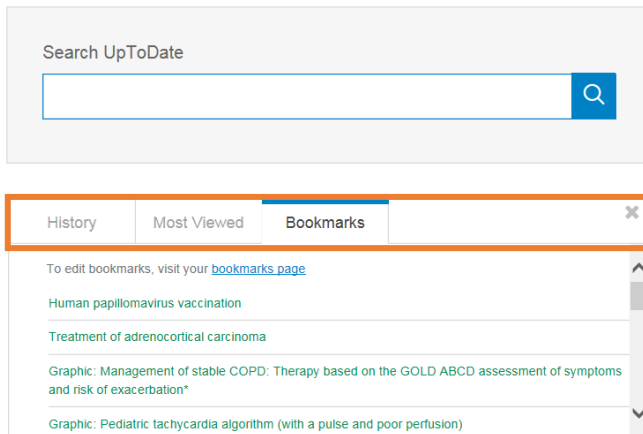 Search UpToDate
History Most Viewed Bookmarks
To edit bookmarks, visit your bookmarks page
Human papillomavirus vaccination
Treatment of adrenocortical carcinoma
Graphic: Management of stable COPD: Therapy based on the GOLD ABCD assessment of symptoms
and risk of exacerbation*
Graphic: Pediatric tachycardia algorithm (with a pulse and poor perfusion)